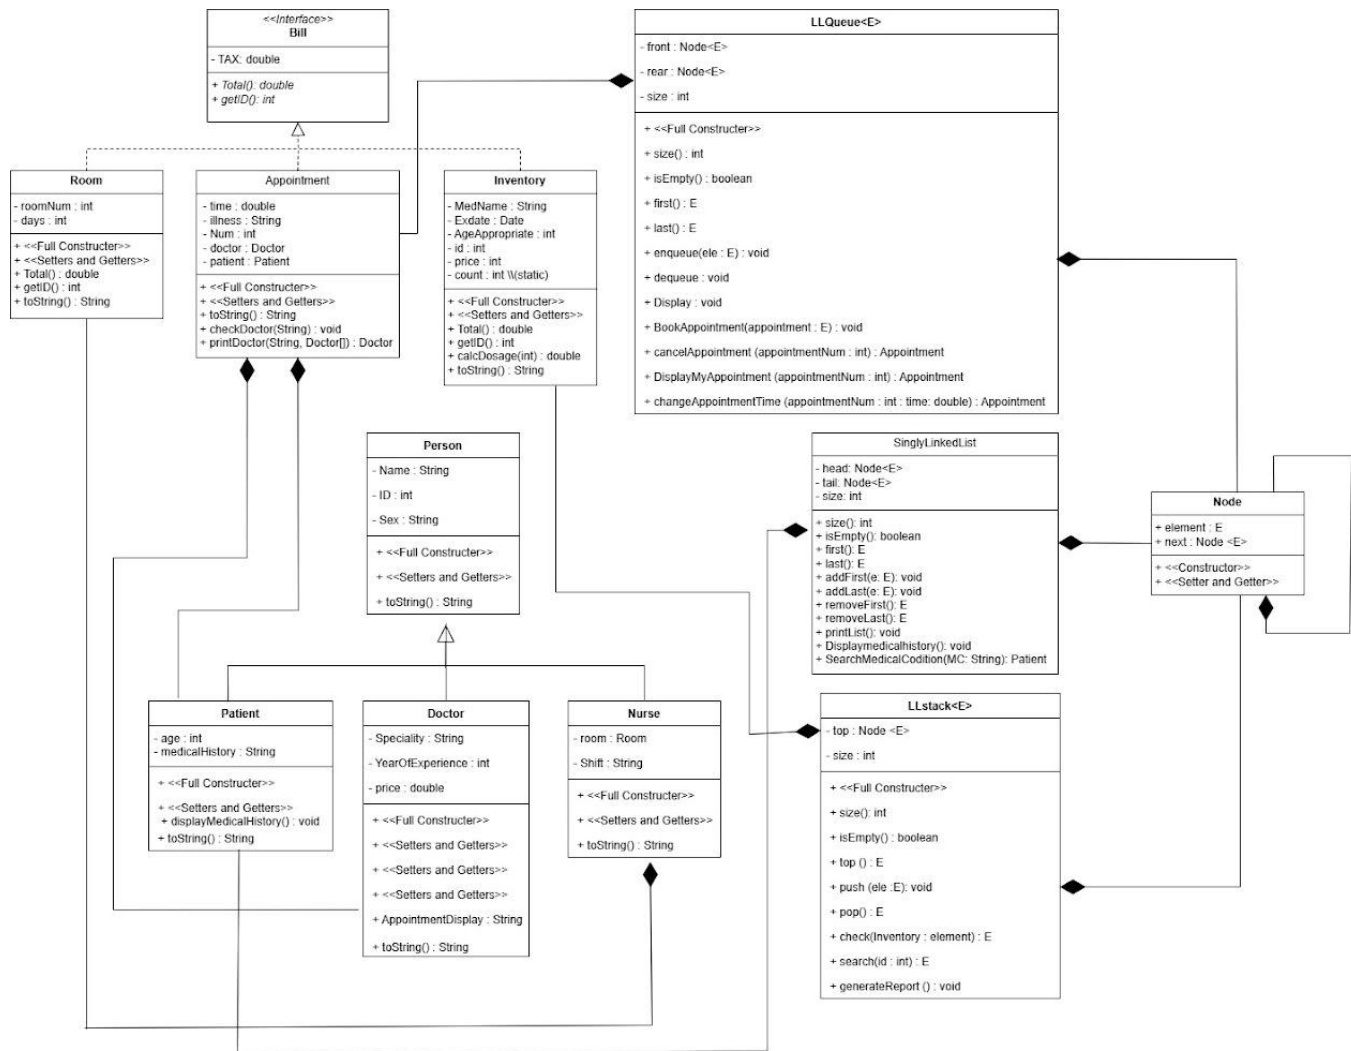 <<Interface>>
Bill
- TAX: double
+ Total(): double
+ getID(): int
LLQueue<E>
- front : Node<E>
- rear : Node<E>
- size : int
+ <<Full Constructer>>
+ size() : int
+ isEmpty() : boolean
+ first() : E
+ last() : E
+ enqueue(ele : E) : void
+ dequeue : void
+ Display : void
+ BookAppointment(appointment : E) : void
+ cancelAppointment (appointmentNum : int) : Appointment
+ DisplayMyAppointment (appointmentNum : int) : Appointment
+ changeAppointmentTime (appointmentNum : int : time: double) : Appointment
Room
- roomNum : int
- days : int
+ <<Full Constructer>>
+ <<Setters and Getters>>
+ Total() : double
+ getID() : int
+ toString() : String
Appointment
- time : double
- illness : String
- Num : int
- doctor : Doctor
- patient : Patient
+ <<Full Constructer>>
+ <<Setters and Getters>>
+ toString() : String
+ checkDoctor(String) : void
+ printDoctor(String, Doctor[]) : Doctor
Inventory
- MedName : String
- Exdate : Date
- AgeAppropriate : int
- id : int
- price : int
- count : int \\(static)
+ <<Full Constructer>>
+ <<Setters and Getters>>
+ Total() : double
+ getID() : int
+ calcDosage(int) : double
+ toString() : String
Person
- Name : String
- ID : int
- Sex : String
+ <<Full Constructer>>
+ <<Setters and Getters>>
+ toString() : String
SinglyLinkedList
- head: Node<E>
- tail: Node<E>
- size: int
+ size(): int
+ isEmpty(): boolean
+ first(): E
+ last(): E
+ addFirst(e: E): void
+ addLast(e: E): void
+ removeFirst(): E
+ removeLast(): E
+ printList(): void
+ Displaymedicalhistory(): void
+ SearchMedicalCodition(MC: String): Patient
Node
+ element : E
+ next : Node <E>
+ <<Constructor>>
+ <<Setter and Getter>>
Patient
- age : int
- medicalHistory : String
+ <<Full Constructer>>
+ <<Setters and Getters>>
+ displayMedicalHistory() : void
+ toString() : String
Doctor
- Speciality : String
- YearOfExperience : int
- price : double
+ <<Full Constructer>>
+ <<Setters and Getters>>
+ <<Setters and Getters>>
+ <<Setters and Getters>>
+ AppointmentDisplay : String
+ toString() : String
Nurse
- room : Room
- Shift : String
+ <<Full Constructer>>
+ <<Setters and Getters>>
+ toString() : String
LLstack<E>
- top : Node <E>
- size : int
+ <<Full Constructer>>
+ size(): int
+ isEmpty() : boolean
+ top () : E
+ push (ele :E): void
+ pop() : E
+ check(Inventory : element) : E
+ search(id : int) : E
+ generateReport () : void